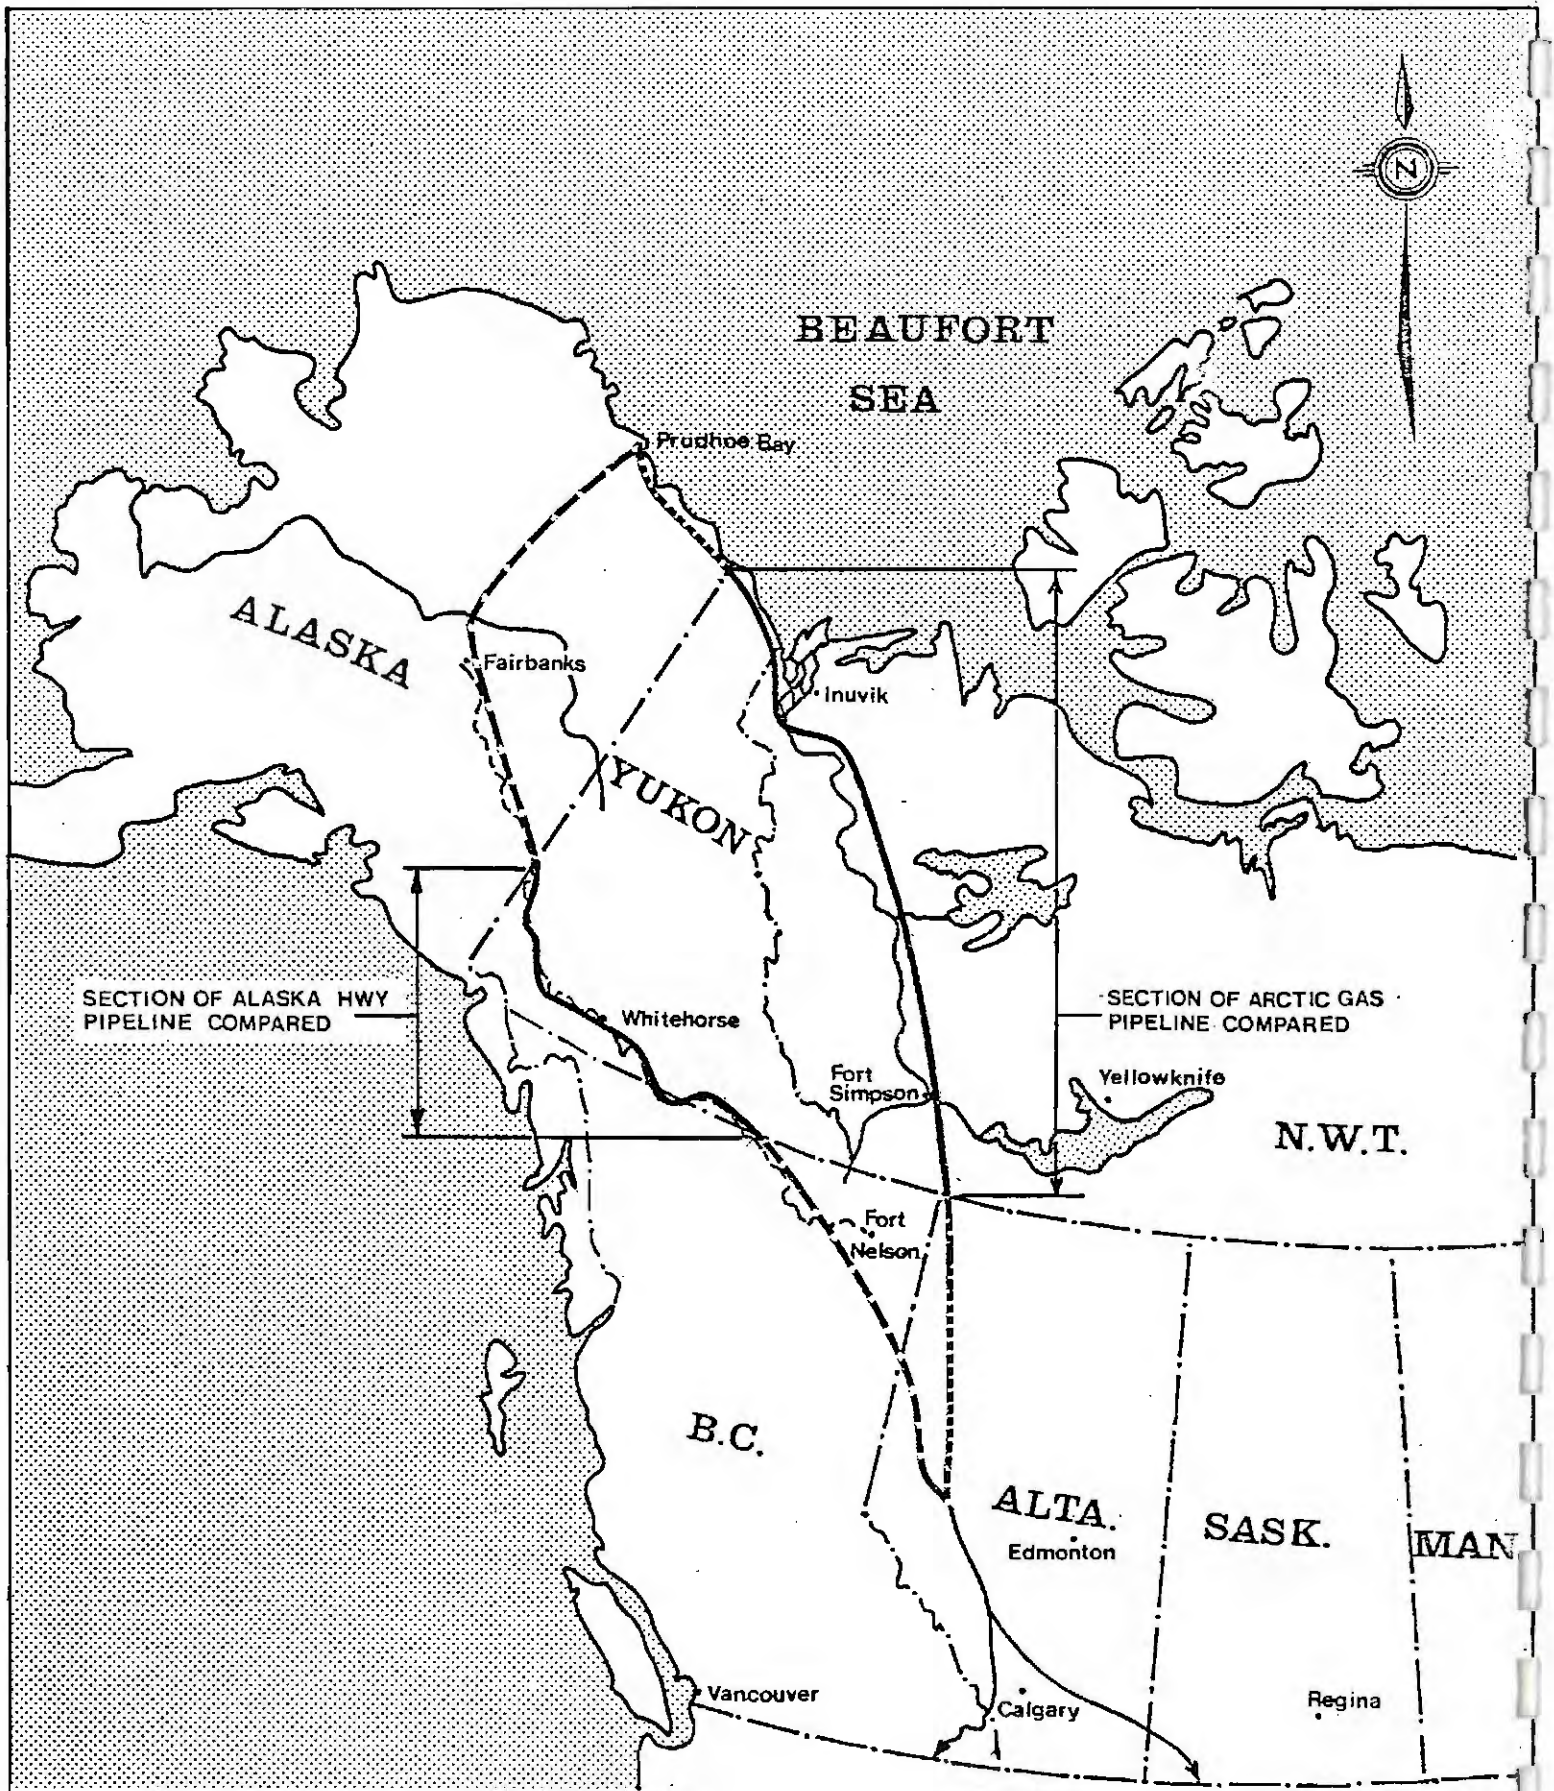 N
BEAUFORT
SEA
Prudhoe Bay
ALASKA
Fairbanks
Inuvik
YUKON
SECTION OF ALASKA HWY
PIPELINE COMPARED
Whitehorse
SECTION OF ARCTIC GAS
PIPELINE COMPARED
Fort
Simpson
Yellowknife
N.W.T.
Fort
Nelson
B.C.
ALTA.
Edmonton
SASK.
MAN
Vancouver
Calgary
Regina